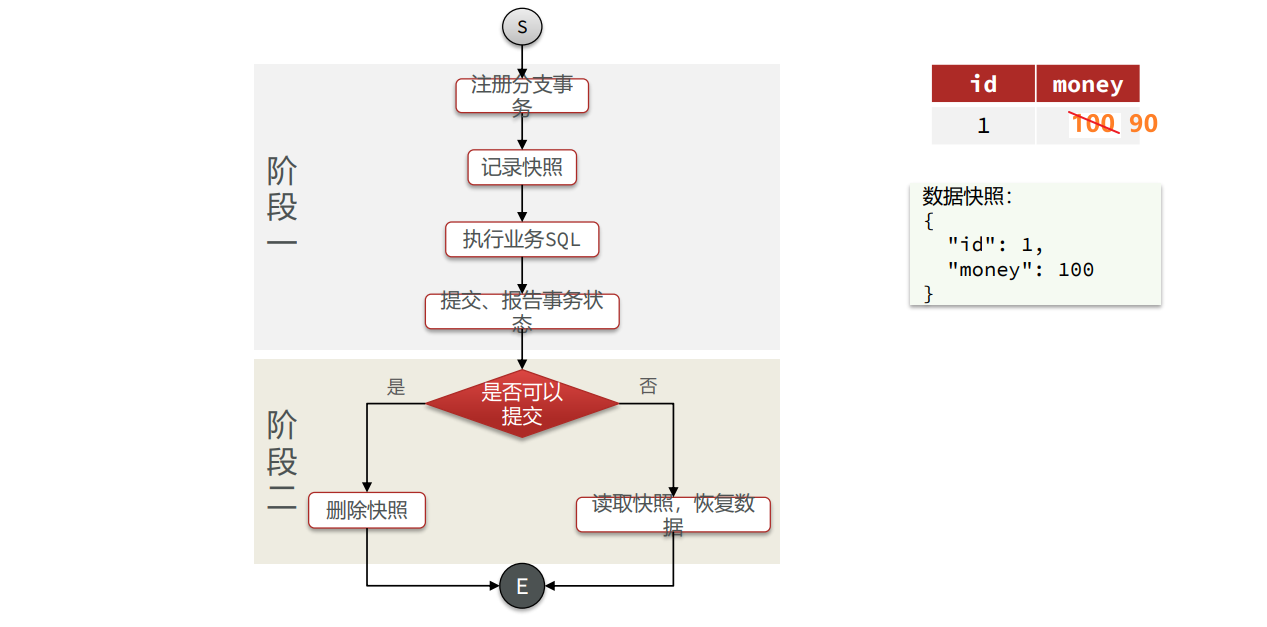 S
注册分支事
务
记录快照
执行业务SQL
提交、报告事务状
态
阶
段
一
是否可以
提交
是
否
阶
段
二
删除快照
读取快照，恢复数
据
E
id money
1 100 90
数据快照：
{
"id": 1,
"money": 100
}